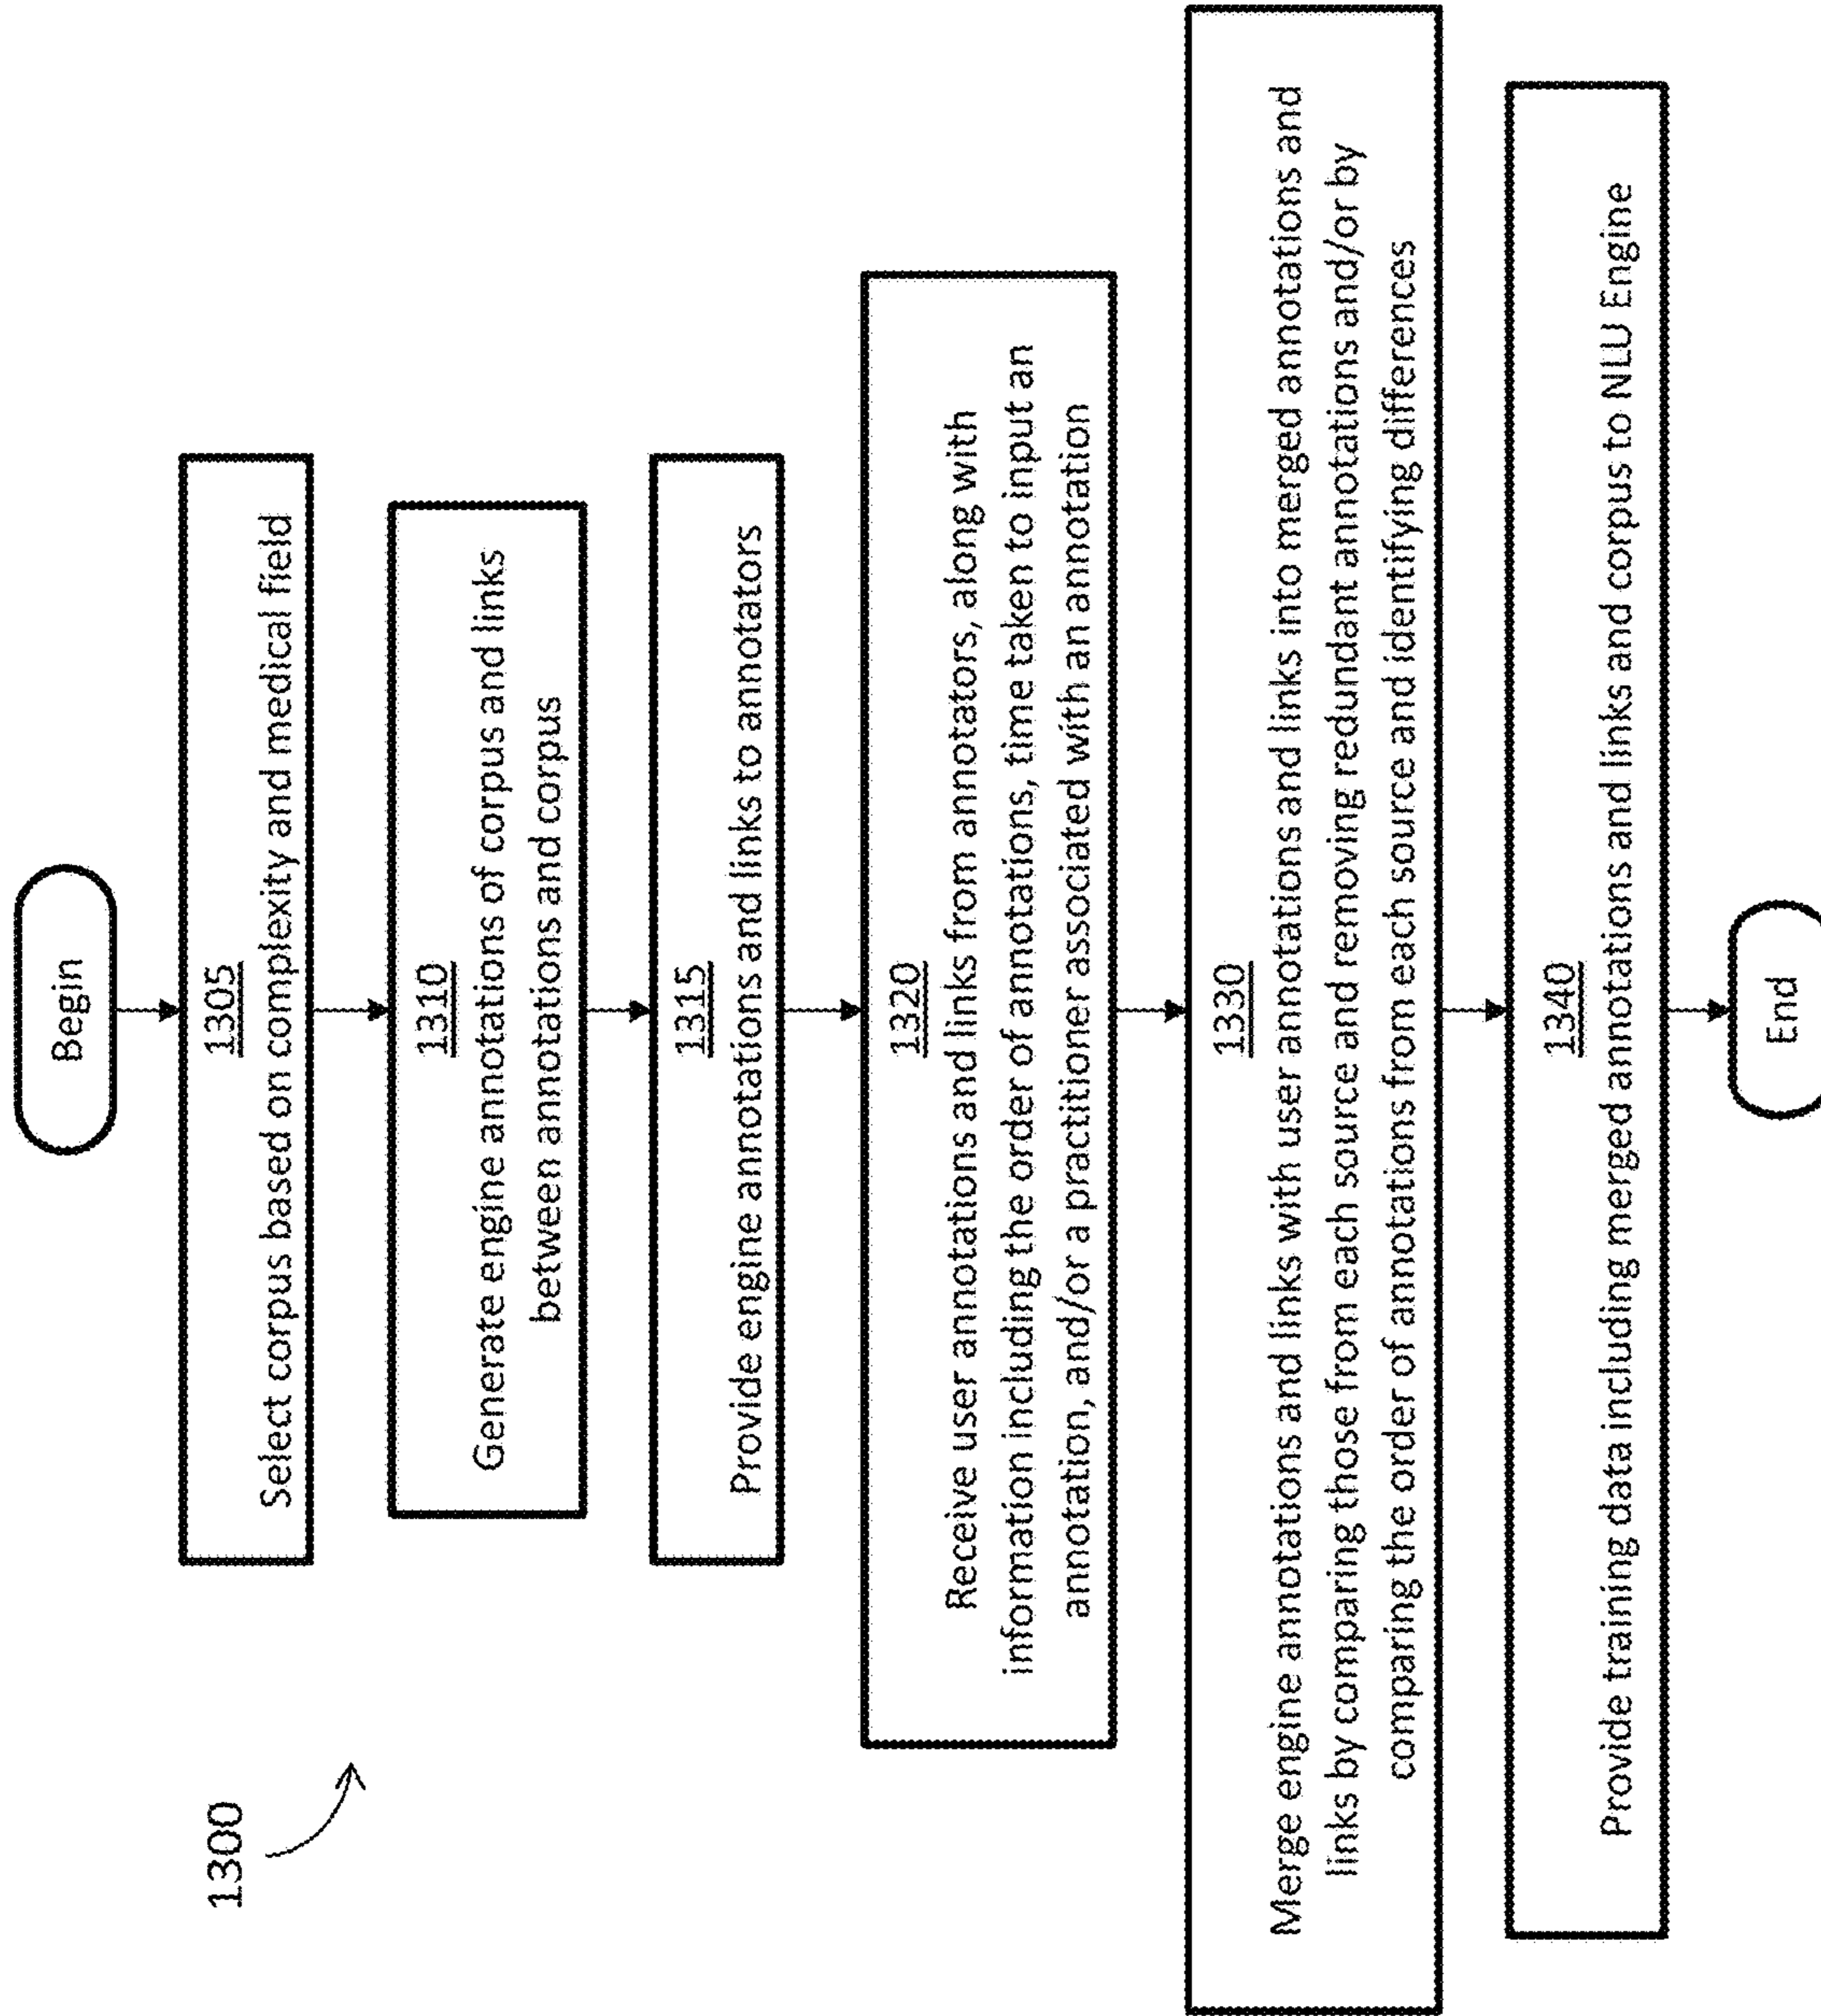 1300
Begin
1305
Select corpus based on complexity and medical field
1310
Generate engine annotations of corpus and links
between annotations and corpus
1315
Provide engine annotations and links to annotators
1320
Receive user annotations and links from annotators, along with
information including the order of annotations, time taken to input an
annotation, and/or a practitioner associated with an annotation
1330
Merge engine annotations and links with user annotations and links into merged annotations and
links by comparing those from each source and removing redundant annotations and/or by
comparing the order of annotations from each source and identifying differences
1340
Provide training data including merged annotations and links and corpus to NLU Engine
End